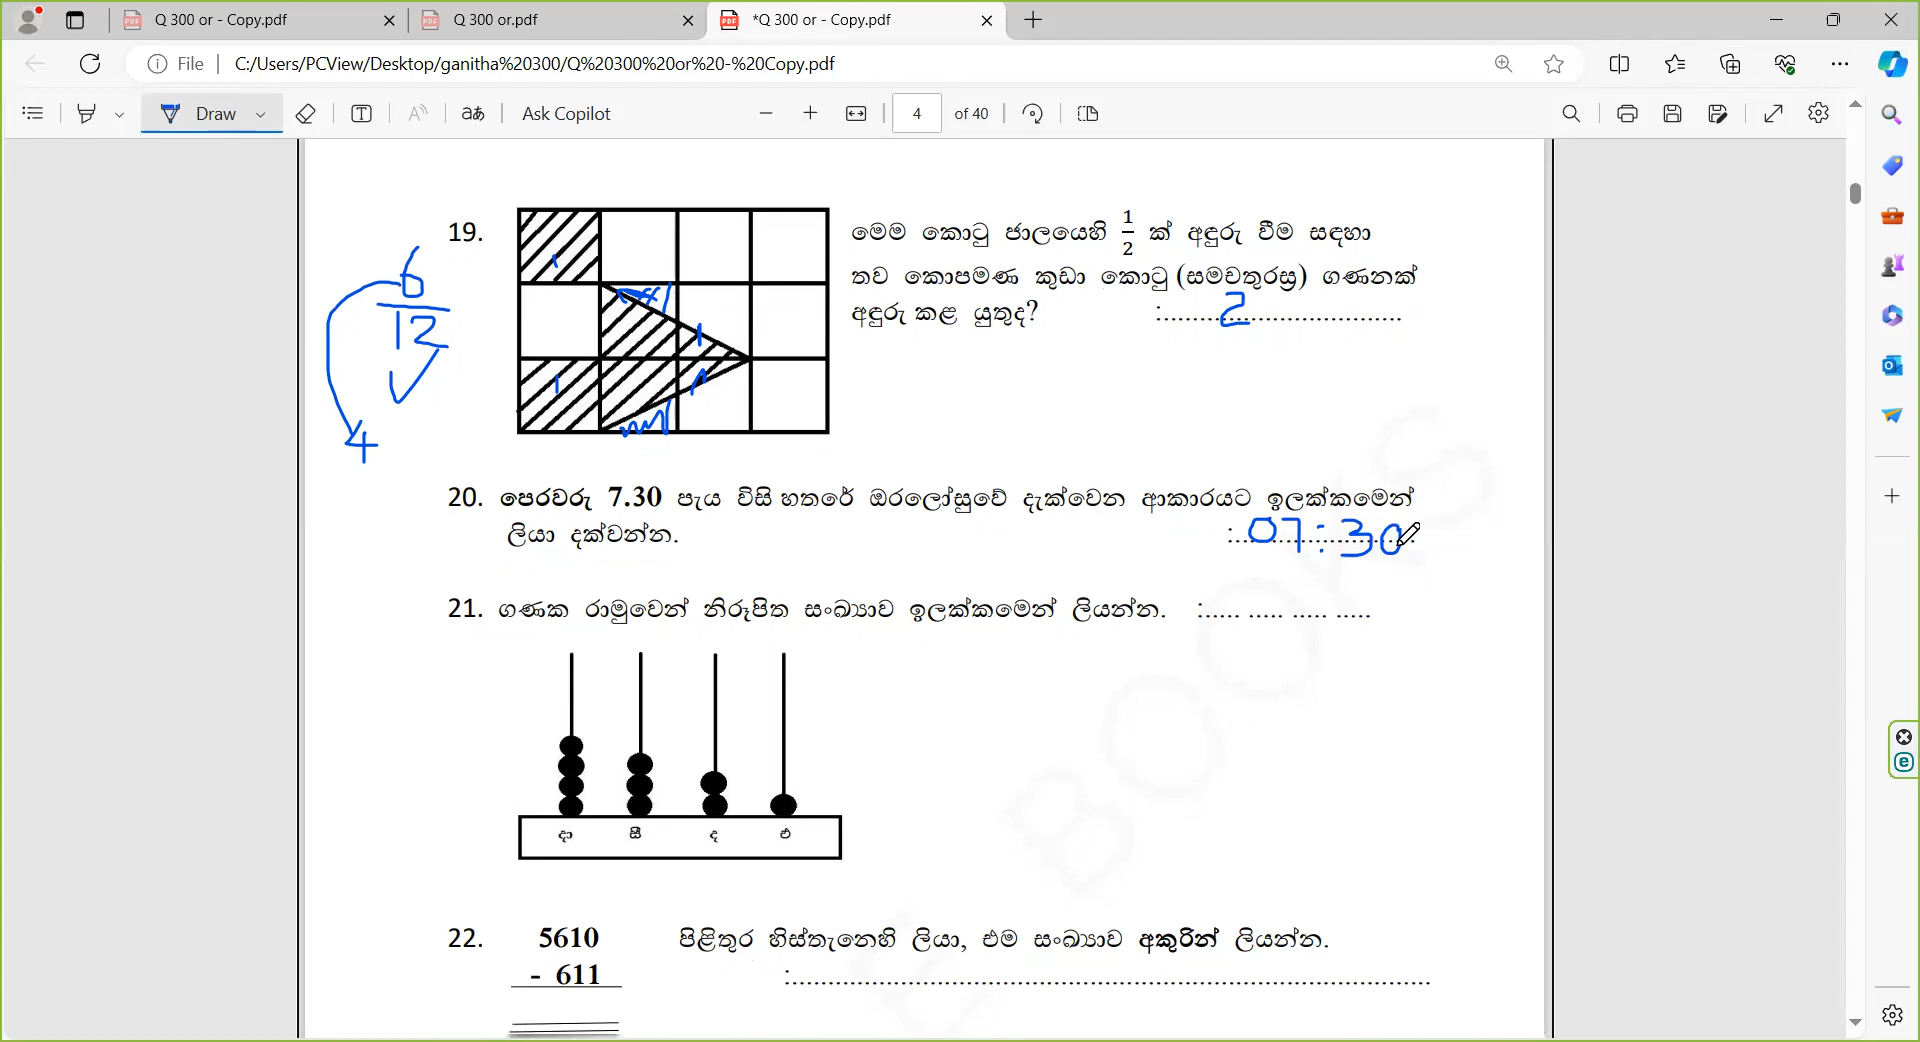 Q 300 or - Copy.pdf
Q 300 or.pdf
*Q 300 or - Copy.pdf
File
C:/Users/PCView/Desktop/ganitha%20300/Q%20300%20or%20-%20Copy.pdf
Draw
Ask Copilot
4 of 40
19. මෙම කොටු ජාලයෙහි 1/2 ක් අඳුරු වීම සඳහා
තව කොපමණ කුඩා කොටු (සමචතුරස්‍ර) ගණනක්
අඳුරු කළ යුතුද? :........2........
6
12
4
20. පෙරවරු 7.30 පැය විසි හතරේ ඔරලෝසුවේ දැක්වෙන ආකාරයට ඉලක්කමෙන්
ලියා දක්වන්න. : 07:30
21. ගණක රාමුවෙන් නිරූපිත සංඛ්‍යාව ඉලක්කමෙන් ලියන්න. :..... ..... ..... .....
දා සී ද එ
22. 5610 පිළිතුර හිස්තැනෙහි ලියා, එම සංඛ්‍යාව අකුරින් ලියන්න.
- 611 :................................................
BOOKS